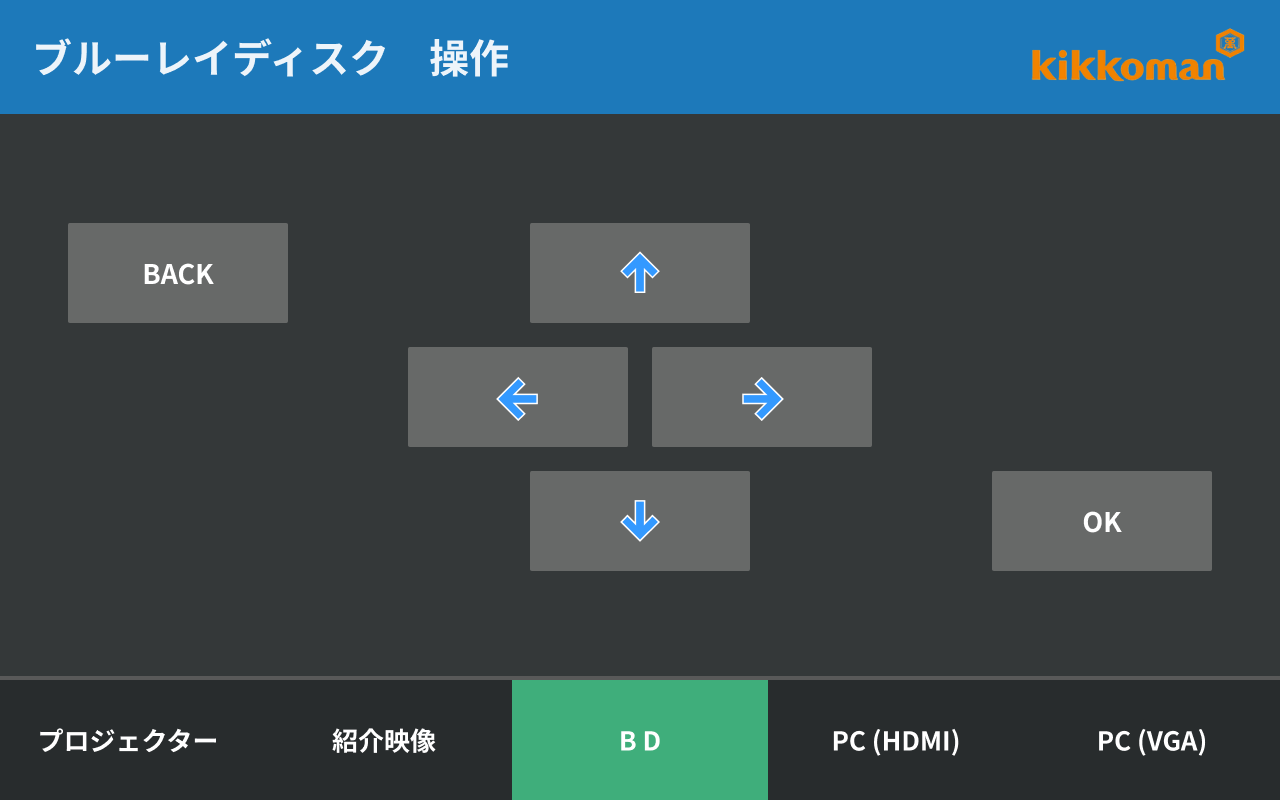 ブルーレイディスク　操作
kikkoman
BACK
OK
プロジェクター
紹介映像
B D
PC (HDMI)
PC (VGA)